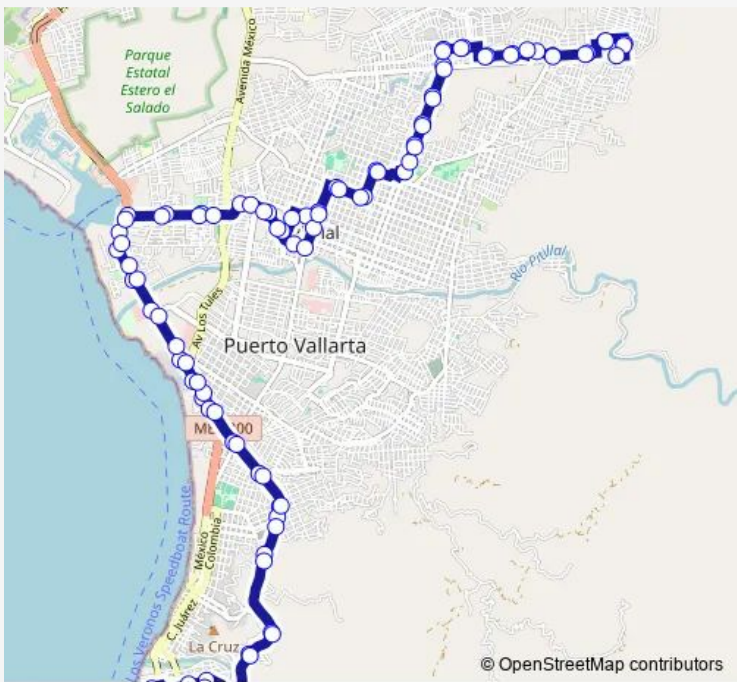 Parque
Estatal
Estero el
Salado
Avenida México
Río Pitillal
Av Los Tules
Puerto Vallarta
México
Colombia
C. Juárez
La Cruz
Los Veronos Speedboat Route
© OpenStreetMap contributors